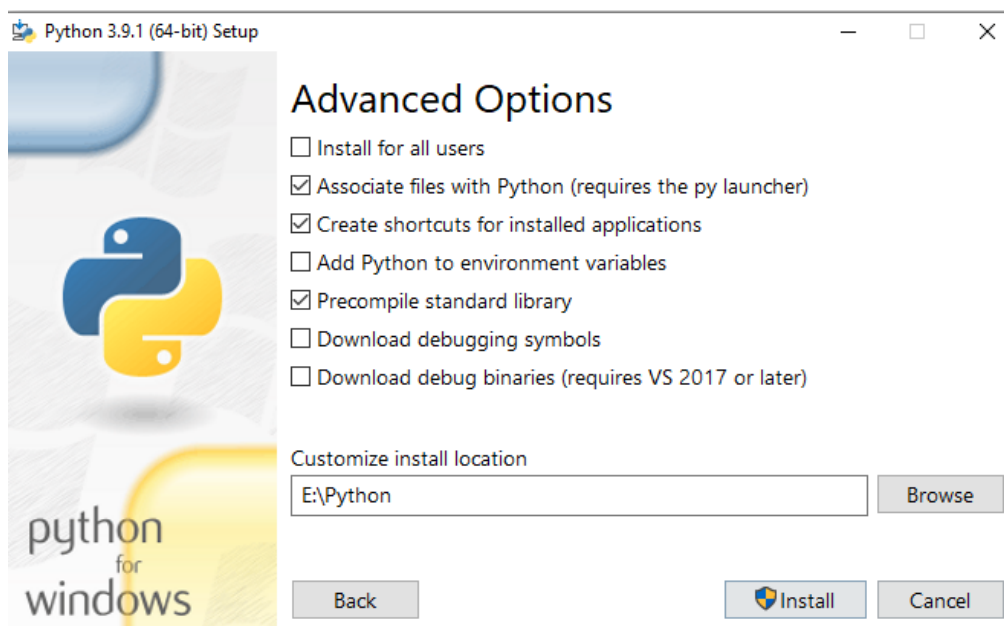 Python 3.9.1 (64-bit) Setup
Advanced Options
Install for all users
Associate files with Python (requires the py launcher)
Create shortcuts for installed applications
Add Python to environment variables
Precompile standard library
Download debugging symbols
Download debug binaries (requires VS 2017 or later)
Customize install location
E:\Python
Browse
python
for
windows
Back
Install
Cancel